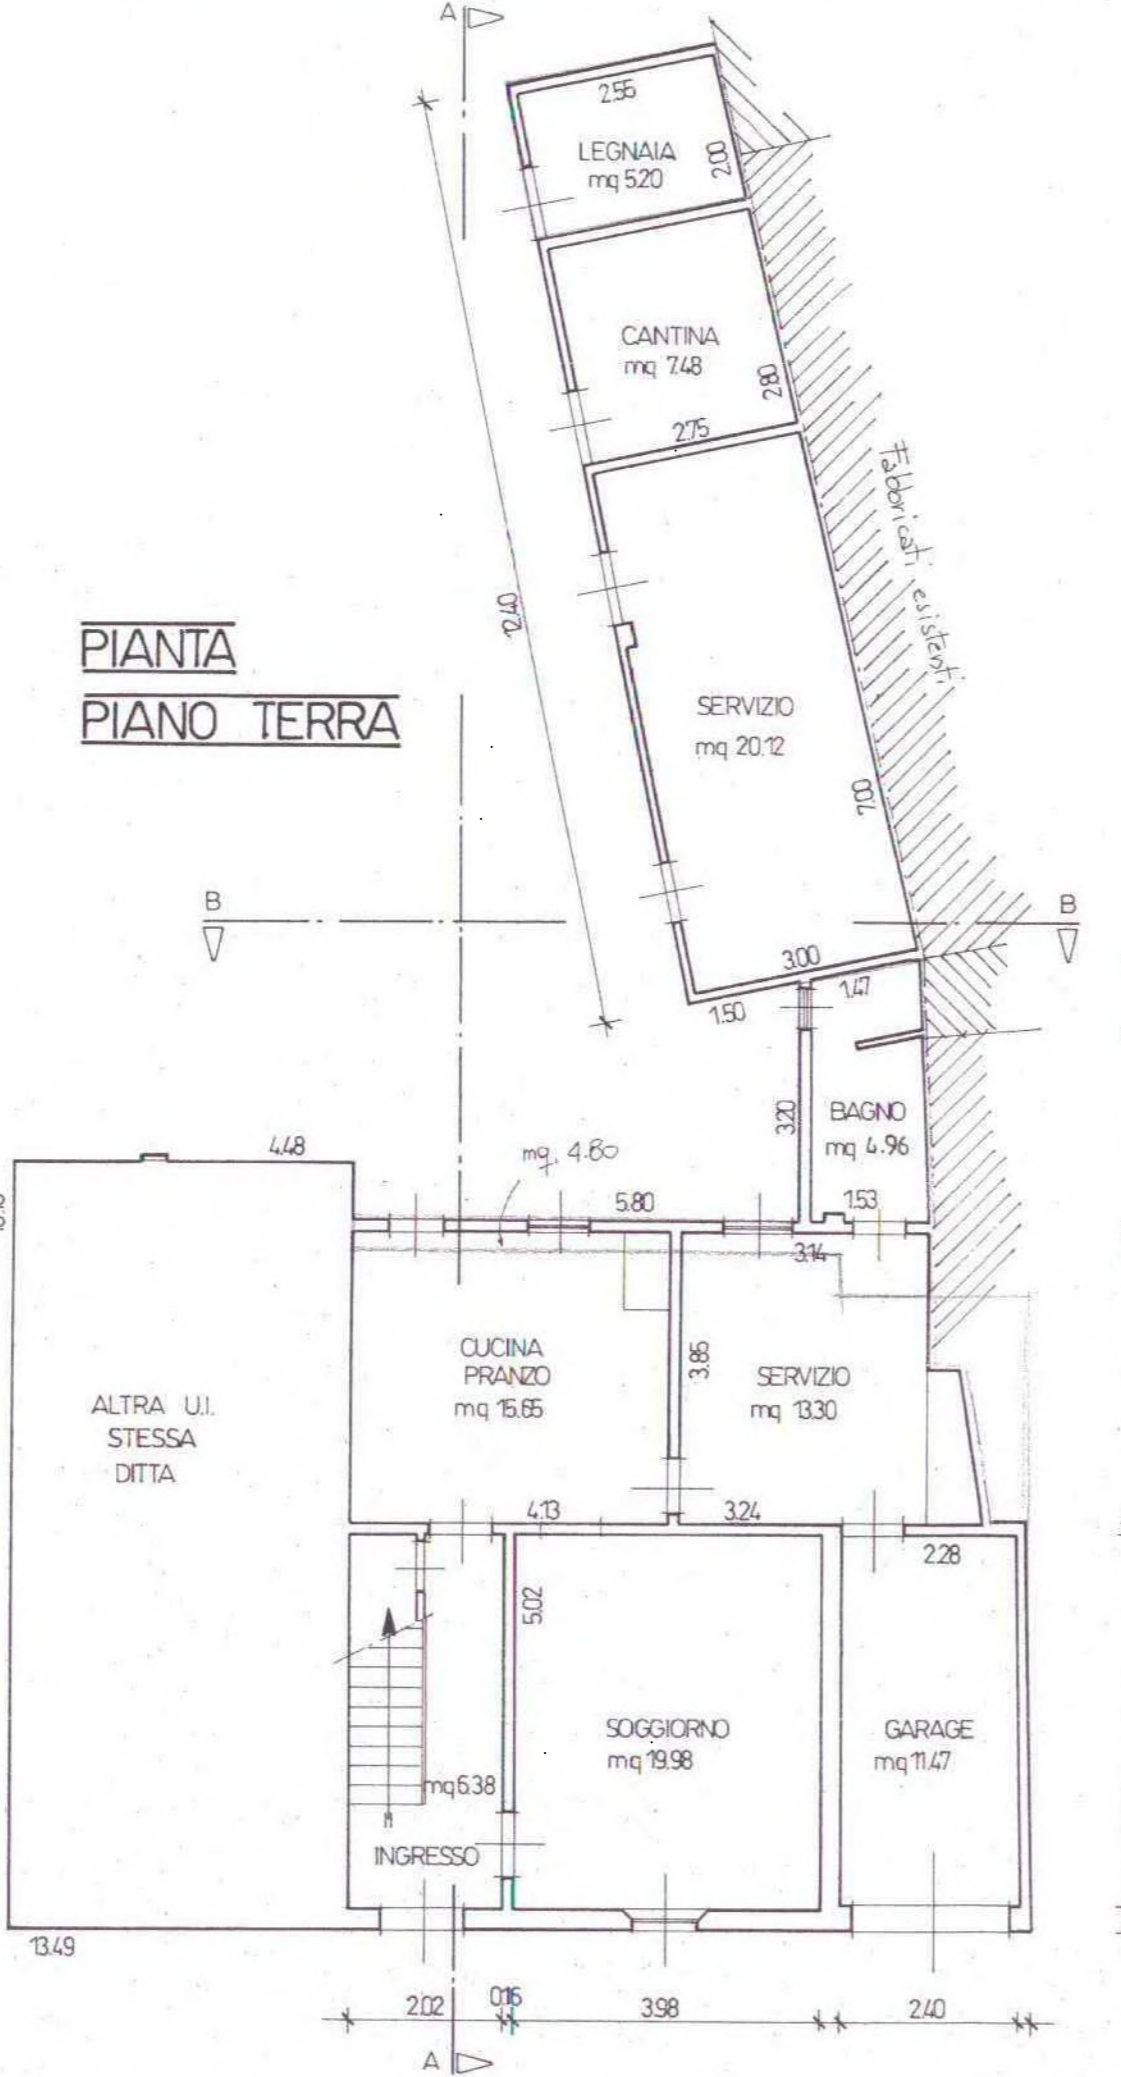 A
2.55
LEGNAIA
mq 5.20
2.00
CANTINA
mq 7.48
2.80
2.75
Fabbricati esistenti
12.40
PIANTA
PIANO TERRA
SERVIZIO
mq 20.12
7.00
B
B
3.00
1.47
1.50
3.20
BAGNO
mq 4.96
4.48
mq. 4.80
5.80
1.53
3.14
CUCINA
PRANZO
mq 15.65
3.85
SERVIZIO
mq 13.30
ALTRA U.I.
STESSA
DITTA
4.13
3.24
2.28
5.02
SOGGIORNO
mq 19.98
GARAGE
mq 11.47
mq 6.38
INGRESSO
13.49
2.02
0.16
3.98
2.40
A